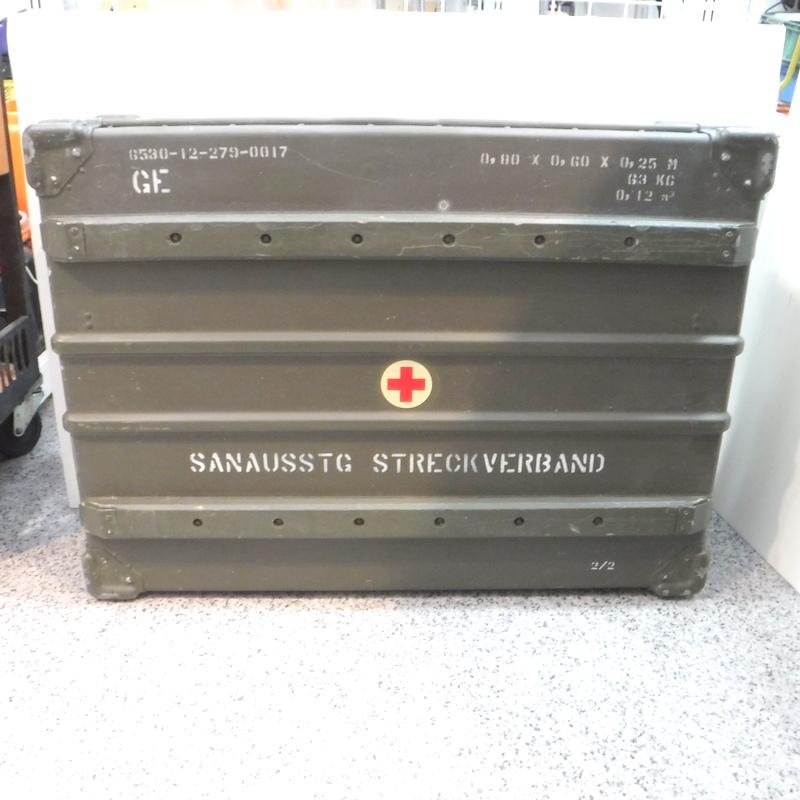 6530-12-279-0017
GE
0,80 X 0,60 X 0,25 M
63 KG
0,12 m³
SANAUSSTG STRECKVERBAND
2/2